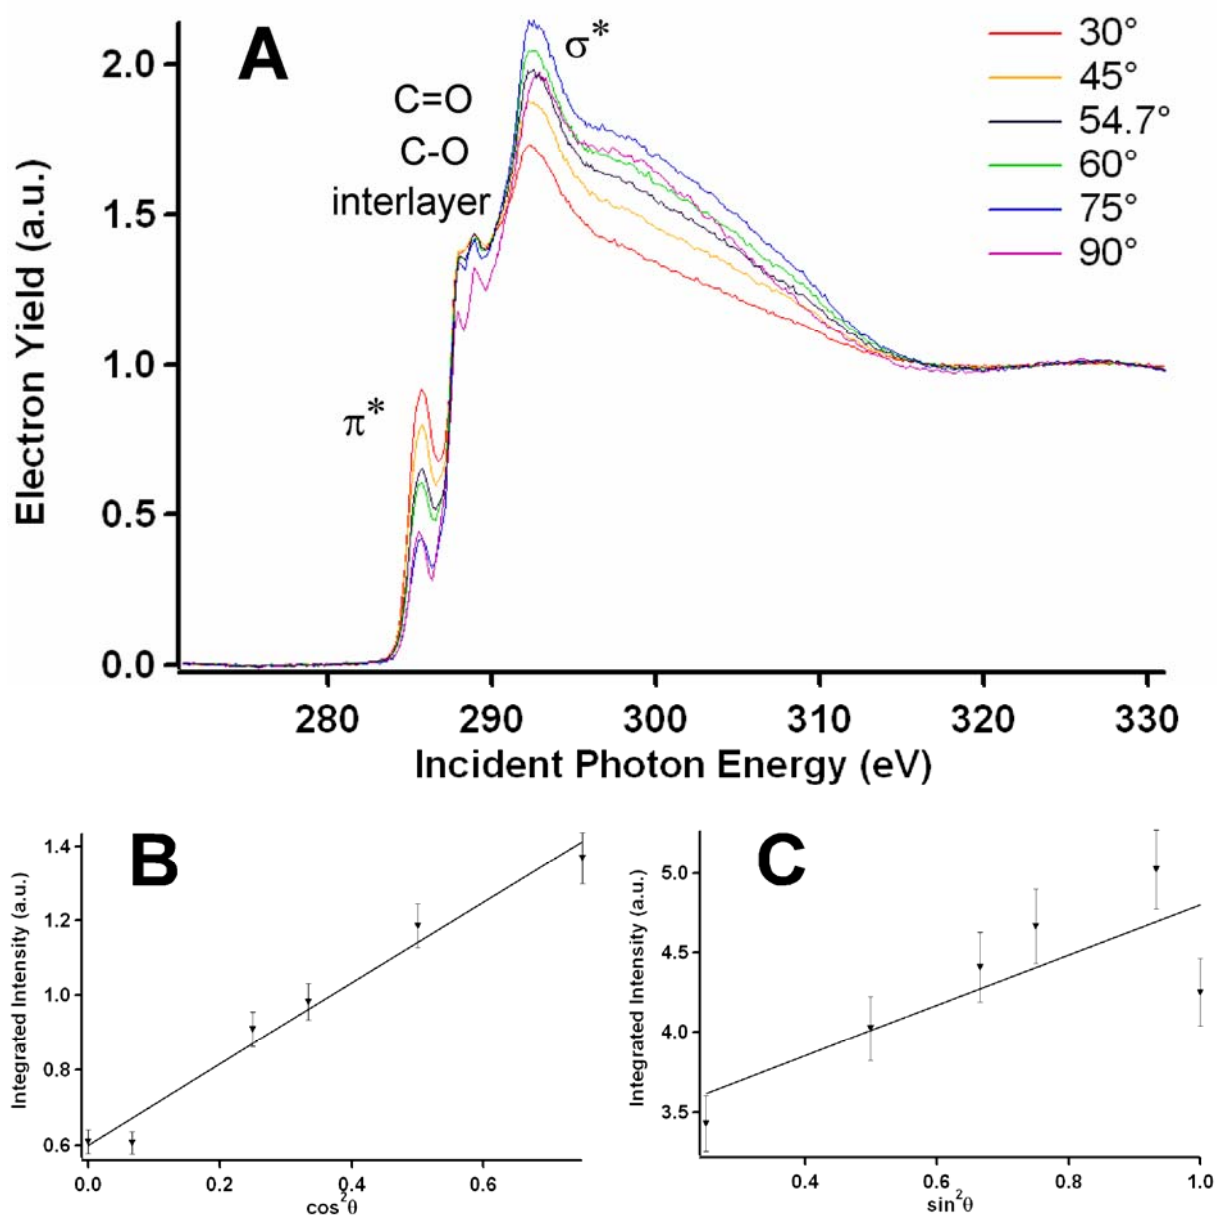 A
σ*
C=O
C-O
interlayer
π*
30°
45°
54.7°
60°
75°
90°
Electron Yield (a.u.)
2.0
1.5
1.0
0.5
0.0
280 290 300 310 320 330
Incident Photon Energy (eV)
B
Integrated Intensity (a.u.)
1.4
1.2
1.0
0.8
0.6
0.0 0.2 0.4 0.6
cos²θ
C
Integrated Intensity (a.u.)
5.0
4.5
4.0
3.5
0.4 0.6 0.8 1.0
sin²θ